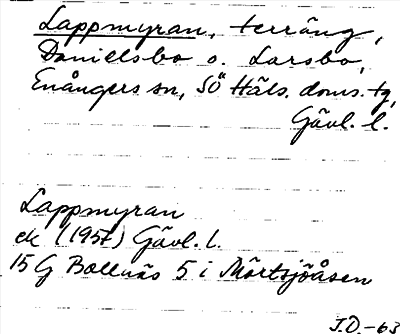 Lappmyran, terräng,
Danielsbo o. Larsbo,
Enångers sn, SÖ Häls. doms.tg,
Gävl. l.
Lappmyran
ek (1957) Gävl. l.
15 G Bollnäs 5 i Mörtsjöåsen
J.D.-63